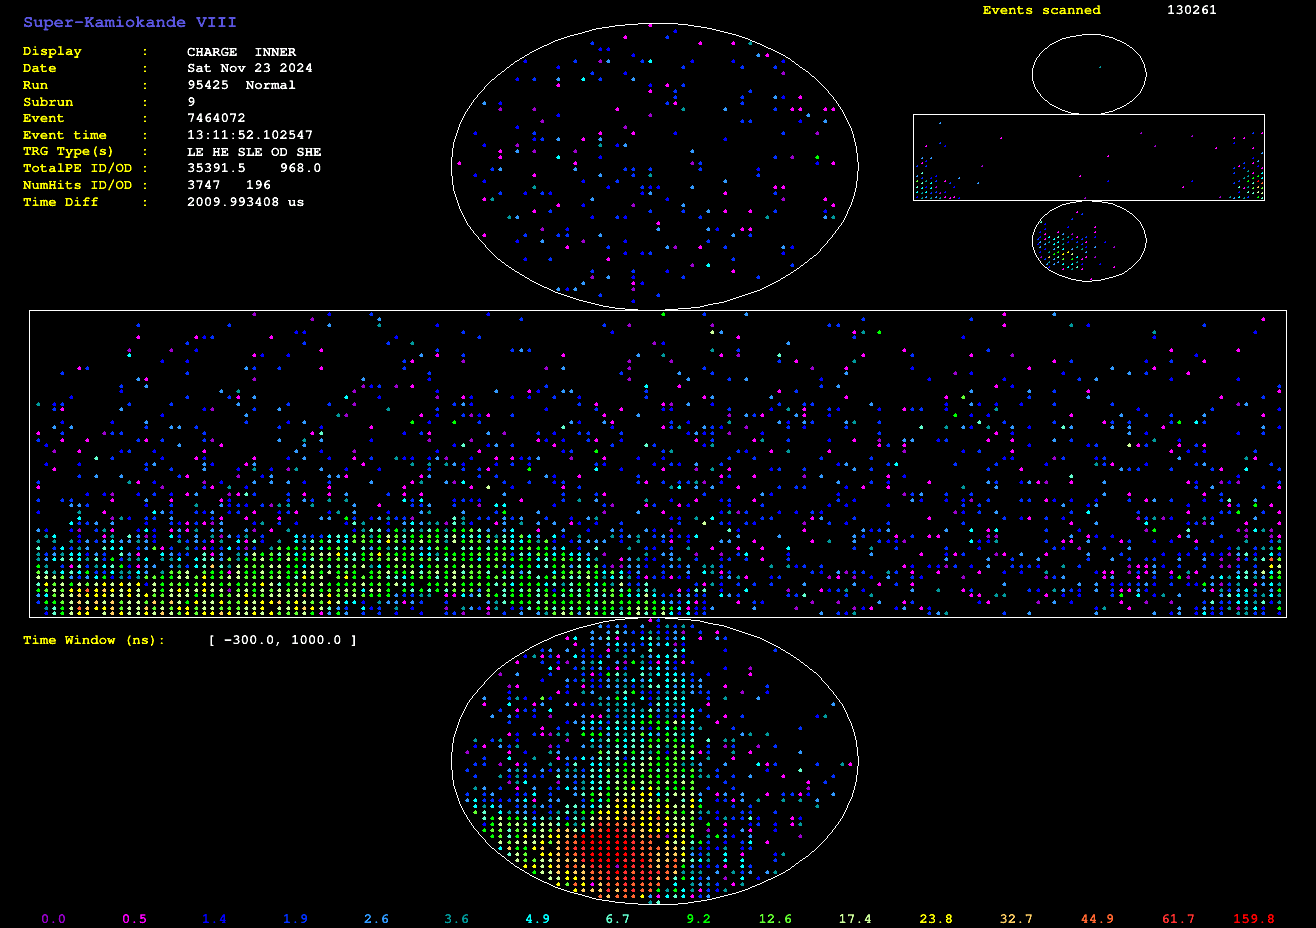 Super-Kamiokande VIII
Events scanned 130261
Display : CHARGE INNER
Date : Sat Nov 23 2024
Run : 95425 Normal
Subrun : 9
Event : 7464072
Event time : 13:11:52.102547
TRG Type(s) : LE HE SLE OD SHE
TotalPE ID/OD : 35391.5 968.0
NumHits ID/OD : 3747 196
Time Diff : 2009.993408 us
Time Window (ns): [ -300.0, 1000.0 ]
0.0 0.5 1.4 1.9 2.6 3.6 4.9 6.7 9.2 12.6 17.4 23.8 32.7 44.9 61.7 159.8